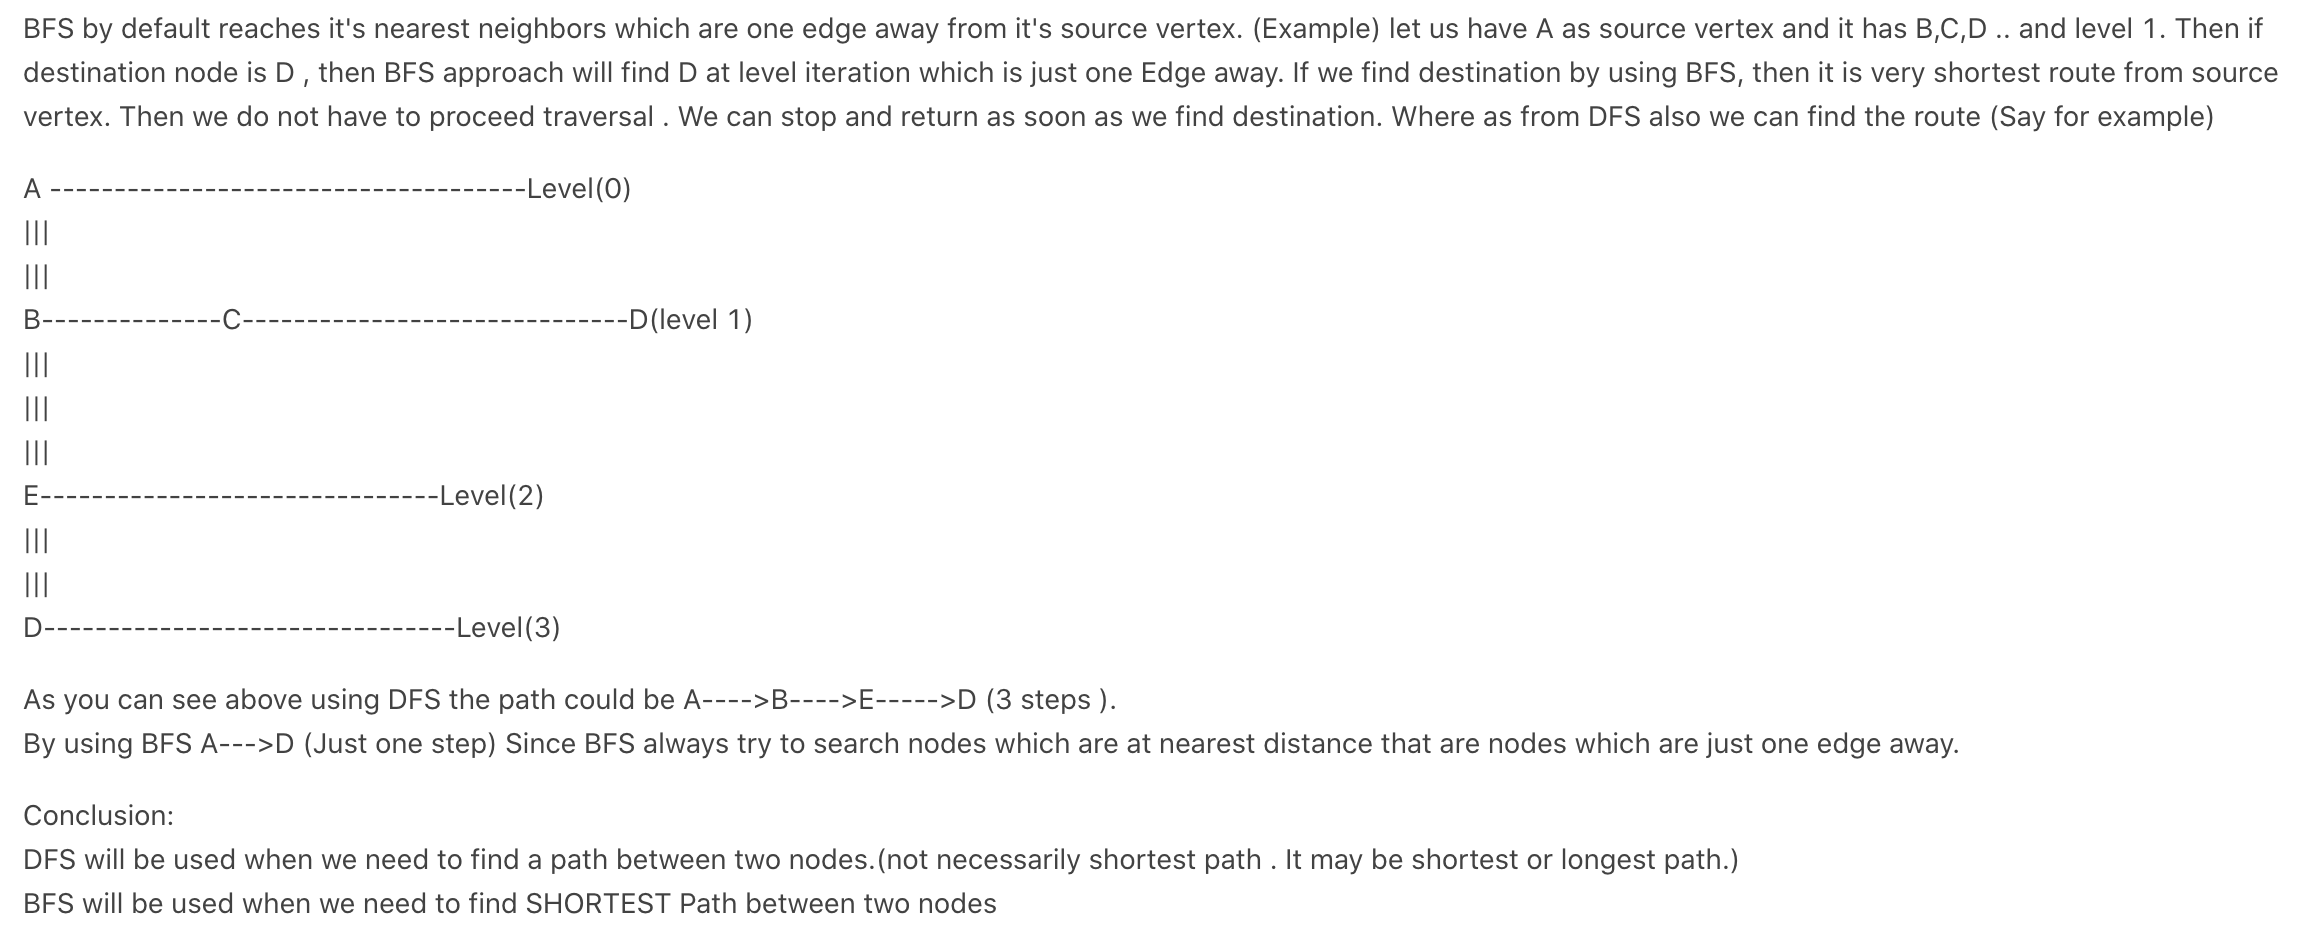 BFS by default reaches it's nearest neighbors which are one edge away from it's source vertex. (Example) let us have A as source vertex and it has B,C,D .. and level 1. Then if
destination node is D , then BFS approach will find D at level iteration which is just one Edge away. If we find destination by using BFS, then it is very shortest route from source
vertex. Then we do not have to proceed traversal . We can stop and return as soon as we find destination. Where as from DFS also we can find the route (Say for example)
A -------------------------------------Level(0)
|||
|||
B--------------C------------------------------D(level 1)
|||
|||
|||
E-------------------------------Level(2)
|||
|||
D--------------------------------Level(3)
As you can see above using DFS the path could be A---->B---->E----->D (3 steps ).
By using BFS A--->D (Just one step) Since BFS always try to search nodes which are at nearest distance that are nodes which are just one edge away.
Conclusion:
DFS will be used when we need to find a path between two nodes.(not necessarily shortest path . It may be shortest or longest path.)
BFS will be used when we need to find SHORTEST Path between two nodes